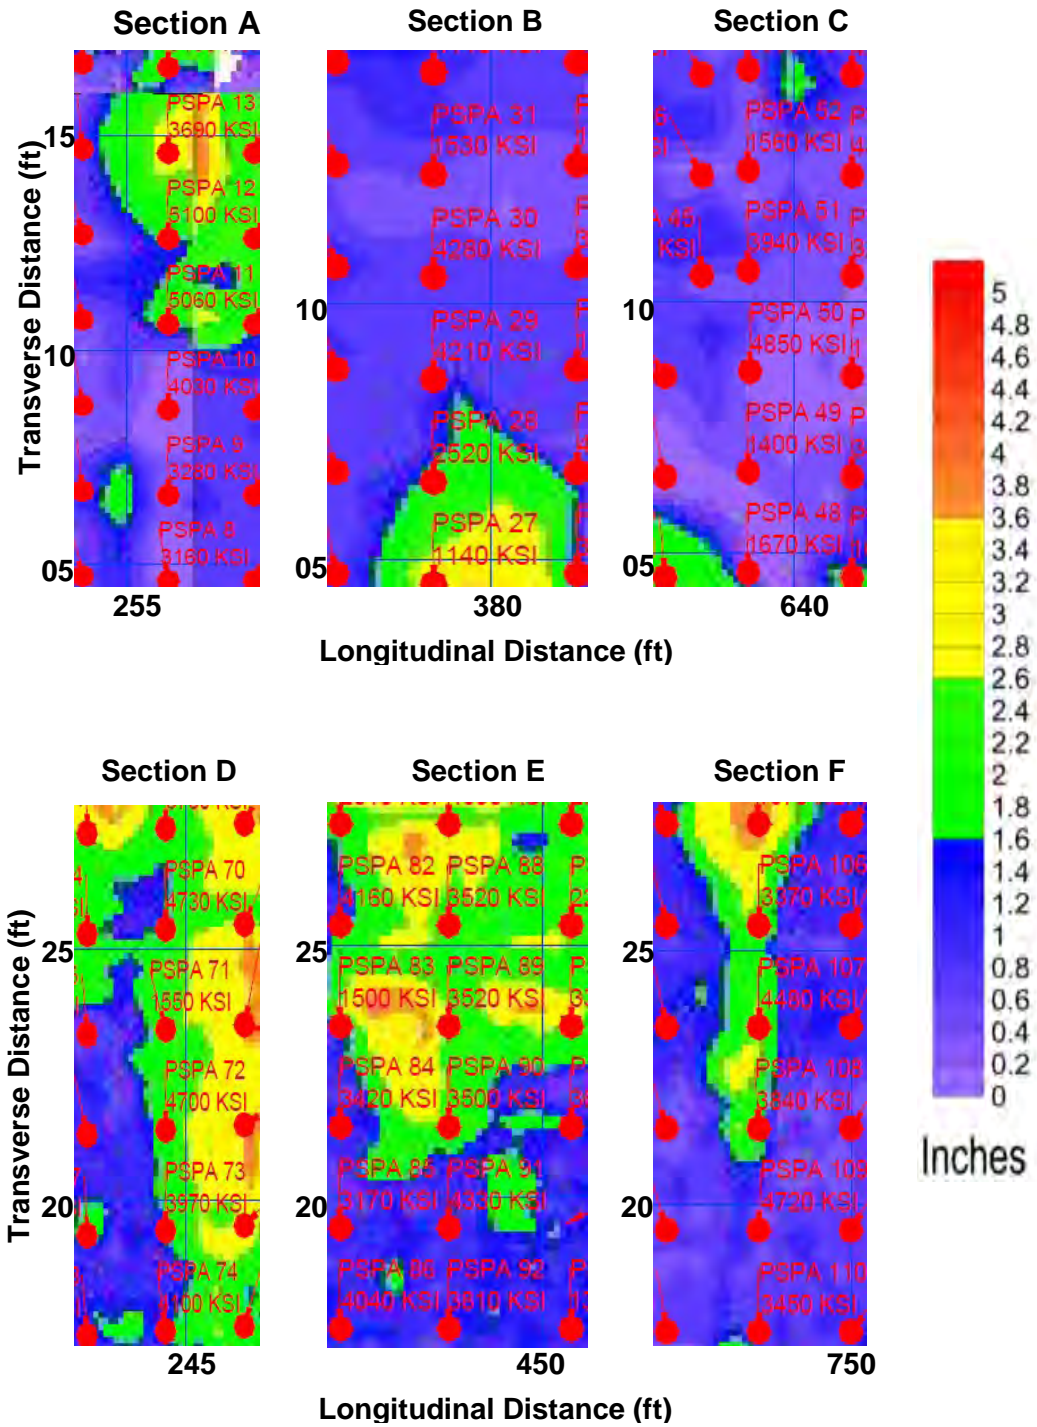 Section A
Section B
Section C
Transverse Distance (ft)
15
10
05
PSPA 13
3690 KSI
PSPA 12
5100 KSI
PSPA 11
5060 KSI
PSPA 10
4030 KSI
PSPA 9
3280 KSI
PSPA 8
3160 KSI
255
10
05
PSPA 31
1530 KSI
PSPA 30
4280 KSI
PSPA 29
4210 KSI
PSPA 28
2520 KSI
PSPA 27
1140 KSI
380
10
05
PSPA 52
1560 KSI
PSPA 51
3940 KSI
PSPA 50
4850 KSI
PSPA 49
1400 KSI
PSPA 48
1670 KSI
640
Longitudinal Distance (ft)
5
4.8
4.6
4.4
4.2
4
3.8
3.6
3.4
3.2
3
2.8
2.6
2.4
2.2
2
1.8
1.6
1.4
1.2
1
0.8
0.6
0.4
0.2
0
Inches
Section D
Section E
Section F
Transverse Distance (ft)
25
20
PSPA 70
4730 KSI
PSPA 71
1550 KSI
PSPA 72
4700 KSI
PSPA 73
3970 KSI
PSPA 74
4100 KSI
245
25
20
PSPA 82 PSPA 88
4160 KSI 3520 KSI
PSPA 83 PSPA 89
1500 KSI 3520 KSI
PSPA 84 PSPA 90
3420 KSI 3500 KSI
PSPA 85 PSPA 91
3170 KSI 4330 KSI
PSPA 86 PSPA 92
4040 KSI 3810 KSI
450
25
20
PSPA 106
3370 KSI
PSPA 107
4480 KSI
PSPA 108
3840 KSI
PSPA 109
4720 KSI
PSPA 110
3450 KSI
750
Longitudinal Distance (ft)